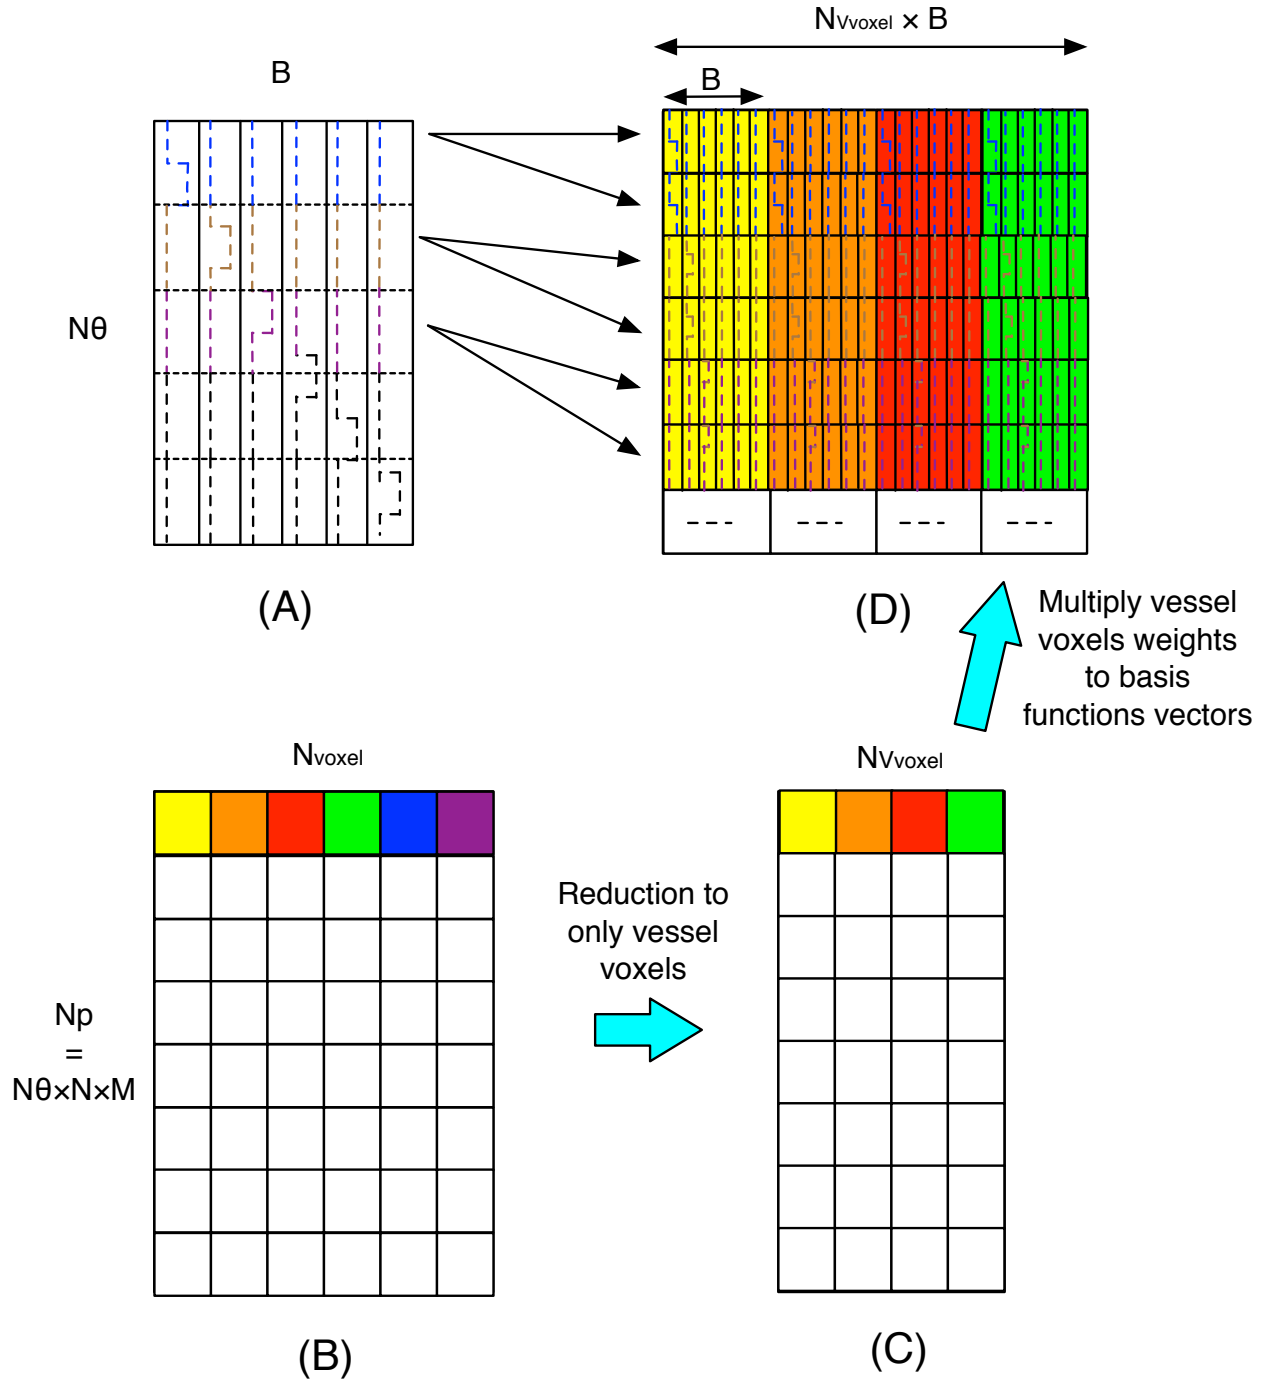 NVvoxel × B
B
B
Nθ
(A)
(D)
Multiply vessel
voxels weights
to basis
functions vectors
Nvoxel
NVvoxel
Reduction to
only vessel
voxels
Np
=
Nθ×N×M
(B)
(C)